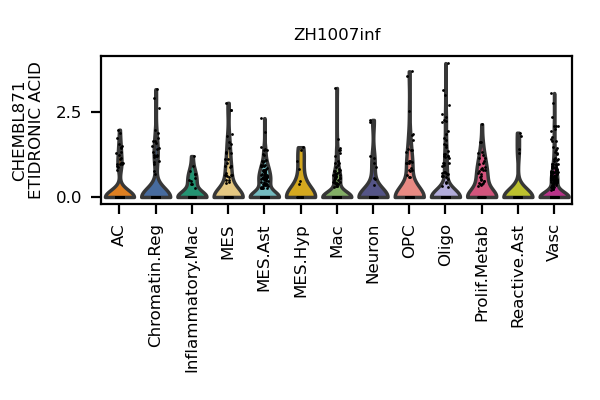 ZH1007inf
CHEMBL871
ETIDRONIC ACID
2.5
0.0
AC
Chromatin.Reg
Inflammatory.Mac
MES
MES.Ast
MES.Hyp
Mac
Neuron
OPC
Oligo
Prolif.Metab
Reactive.Ast
Vasc